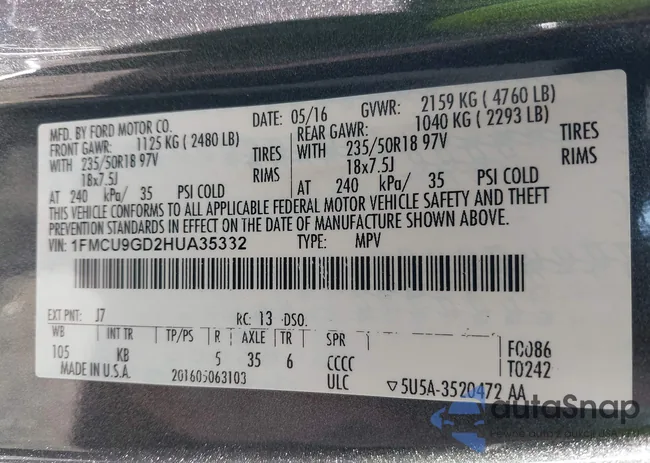 MFD. BY FORD MOTOR CO. DATE: 05/16 GVWR: 2159 KG ( 4760 LB)
FRONT GAWR: 1125 KG ( 2480 LB) REAR GAWR: 1040 KG ( 2293 LB)
WITH 235/50R18 97V TIRES WITH 235/50R18 97V TIRES
18x7.5J RIMS 18x7.5J RIMS
AT 240 kPa/ 35 PSI COLD AT 240 kPa/ 35 PSI COLD
THIS VEHICLE CONFORMS TO ALL APPLICABLE FEDERAL MOTOR VEHICLE SAFETY AND THEFT
PREVENTION STANDARDS IN EFFECT ON THE DATE OF MANUFACTURE SHOWN ABOVE.
VIN: 1FMCU9GD2HUA35332 TYPE: MPV
EXT PNT: J7 RC: 13 DSO:
WB INT TR TP/PS R AXLE TR SPR
105 KB 5 35 6 CCCC FC086
MADE IN U.S.A. 201605063103 ULC T0242
▽5U5A-3520472 AA
autoSnap